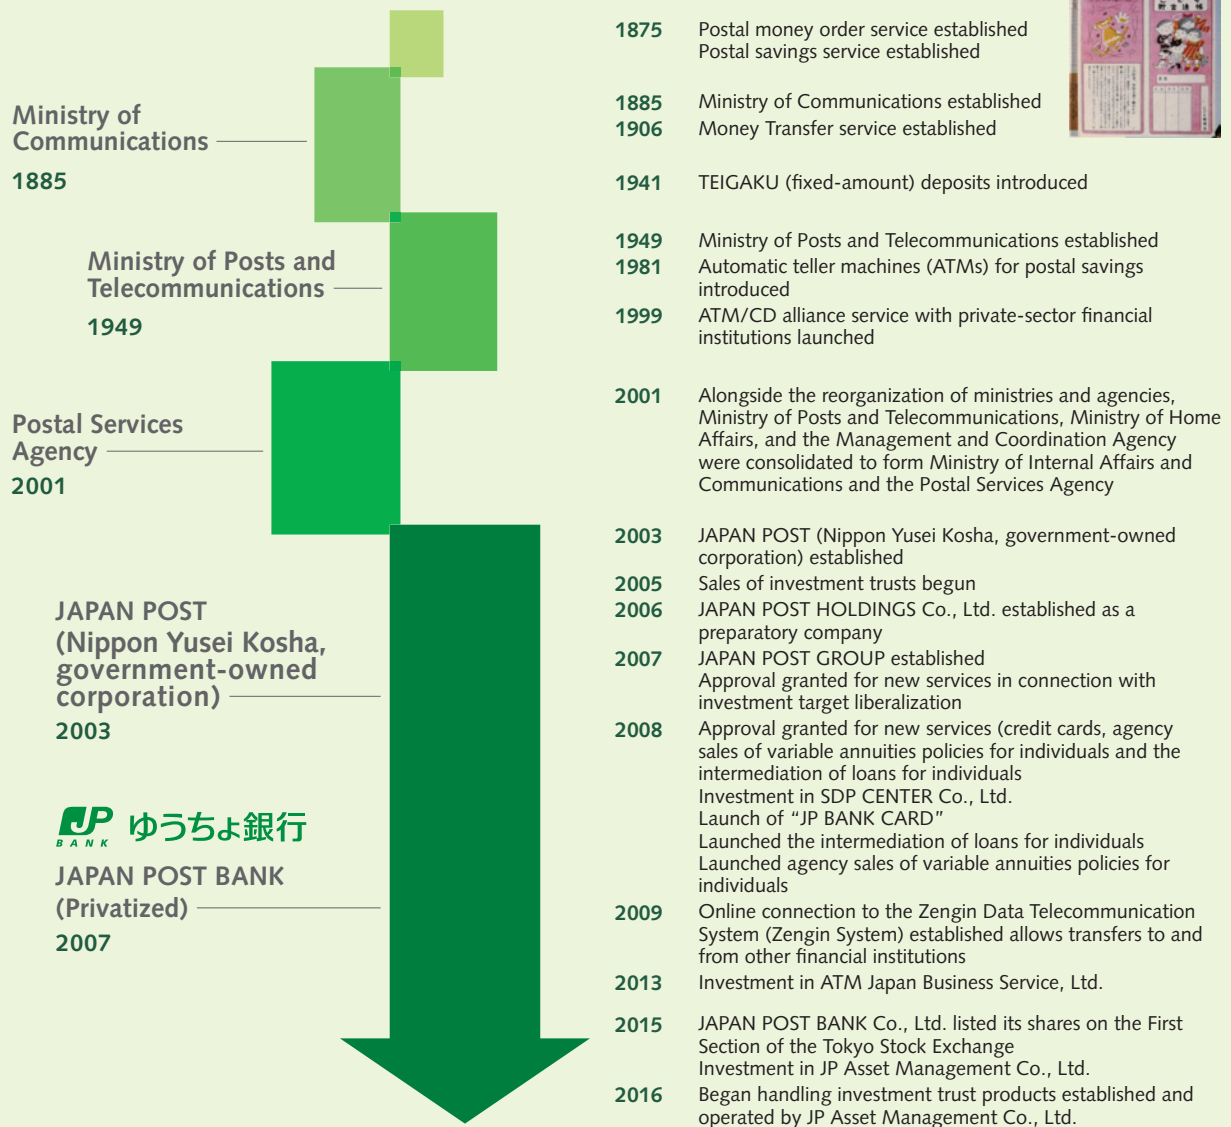 Ministry of
Communications
1885
Ministry of Posts and
Telecommunications
1949
Postal Services
Agency
2001
JAPAN POST
(Nippon Yusei Kosha,
government-owned
corporation)
2003
JP
BANK
ゆうちょ銀行
JAPAN POST BANK
(Privatized)
2007
1875 Postal money order service established
Postal savings service established
1885 Ministry of Communications established
1906 Money Transfer service established
1941 TEIGAKU (fixed-amount) deposits introduced
1949 Ministry of Posts and Telecommunications established
1981 Automatic teller machines (ATMs) for postal savings
introduced
1999 ATM/CD alliance service with private-sector financial
institutions launched
2001 Alongside the reorganization of ministries and agencies,
Ministry of Posts and Telecommunications, Ministry of Home
Affairs, and the Management and Coordination Agency
were consolidated to form Ministry of Internal Affairs and
Communications and the Postal Services Agency
2003 JAPAN POST (Nippon Yusei Kosha, government-owned
corporation) established
2005 Sales of investment trusts begun
2006 JAPAN POST HOLDINGS Co., Ltd. established as a
preparatory company
2007 JAPAN POST GROUP established
Approval granted for new services in connection with
investment target liberalization
2008 Approval granted for new services (credit cards, agency
sales of variable annuities policies for individuals and the
intermediation of loans for individuals
Investment in SDP CENTER Co., Ltd.
Launch of “JP BANK CARD”
Launched the intermediation of loans for individuals
Launched agency sales of variable annuities policies for
individuals
2009 Online connection to the Zengin Data Telecommunication
System (Zengin System) established allows transfers to and
from other financial institutions
2013 Investment in ATM Japan Business Service, Ltd.
2015 JAPAN POST BANK Co., Ltd. listed its shares on the First
Section of the Tokyo Stock Exchange
Investment in JP Asset Management Co., Ltd.
2016 Began handling investment trust products established and
operated by JP Asset Management Co., Ltd.